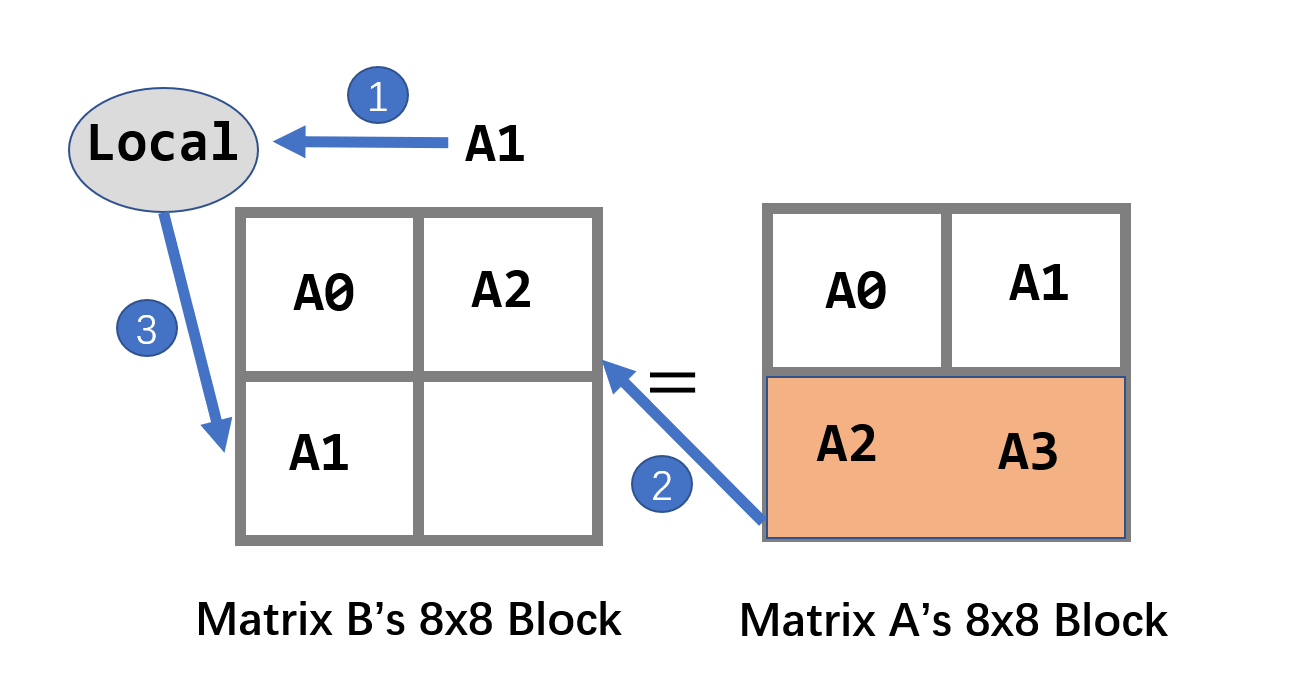 1
Local
A1
A0 A2
A0 A1
3
=
A1
A2 A3
2
Matrix B’s 8x8 Block
Matrix A’s 8x8 Block